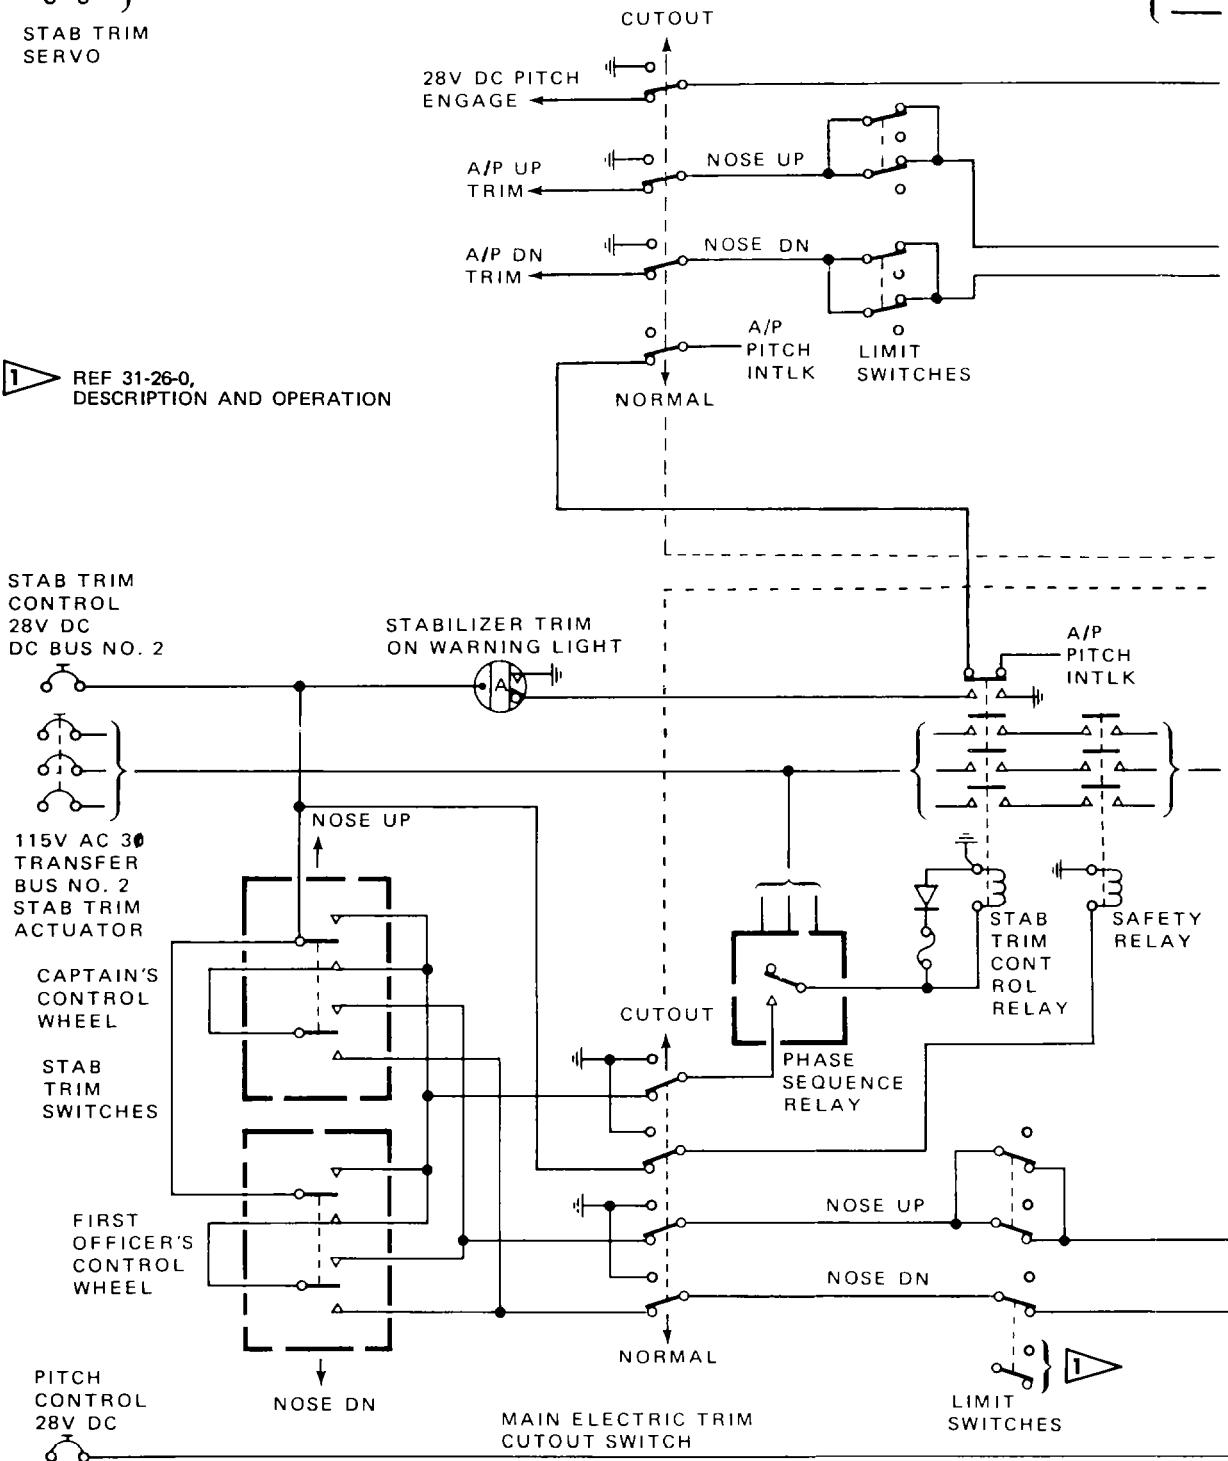 STAB TRIM
SERVO
CUTOUT
28V DC PITCH
ENGAGE
A/P UP
TRIM
NOSE UP
A/P DN
TRIM
NOSE DN
A/P
PITCH
INTLK
LIMIT
SWITCHES
NORMAL
1
REF 31-26-0,
DESCRIPTION AND OPERATION
STAB TRIM
CONTROL
28V DC
DC BUS NO. 2
STABILIZER TRIM
ON WARNING LIGHT
A
A/P
PITCH
INTLK
115V AC 3Ø
TRANSFER
BUS NO. 2
STAB TRIM
ACTUATOR
NOSE UP
CAPTAIN'S
CONTROL
WHEEL
STAB
TRIM
SWITCHES
STAB
TRIM
CONT
ROL
RELAY
SAFETY
RELAY
CUTOUT
PHASE
SEQUENCE
RELAY
FIRST
OFFICER'S
CONTROL
WHEEL
NOSE UP
NOSE DN
NORMAL
1
LIMIT
SWITCHES
NOSE DN
PITCH
CONTROL
28V DC
MAIN ELECTRIC TRIM
CUTOUT SWITCH